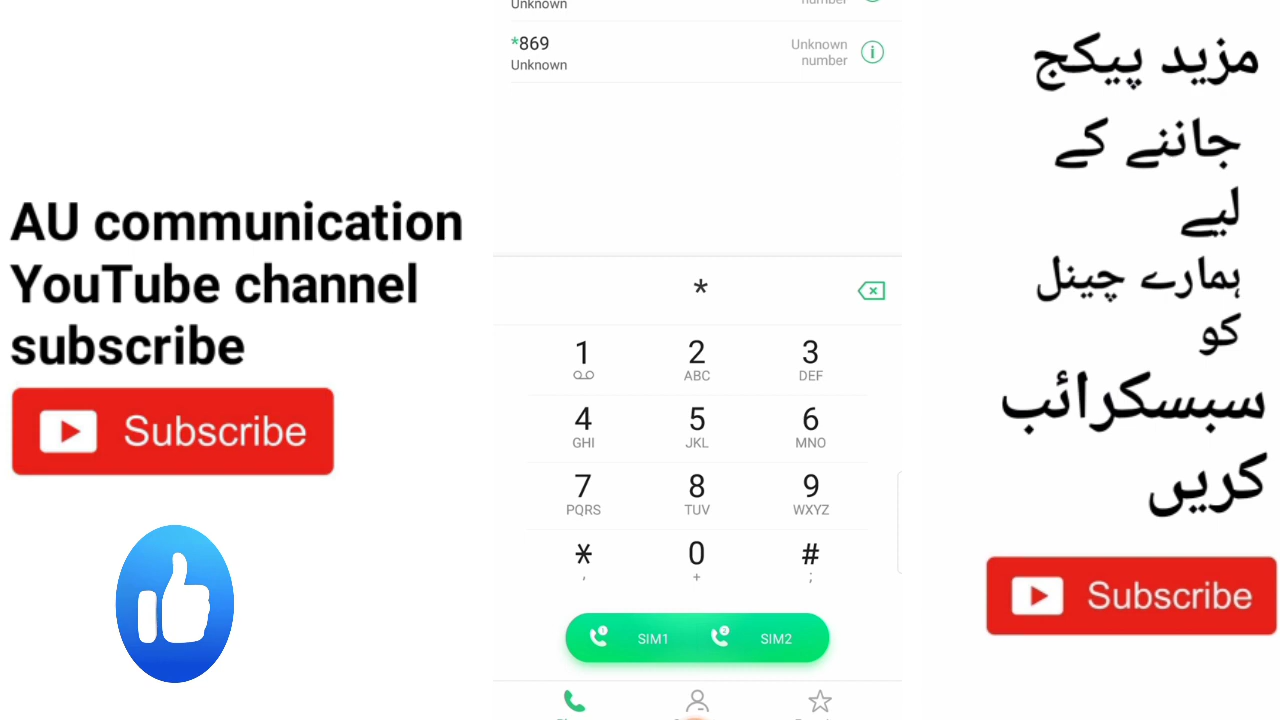 AU communication
YouTube channel
subscribe
Subscribe
Unknown
number
*869
Unknown
Unknown
number
*
1
2
ABC
3
DEF
4
GHI
5
JKL
6
MNO
7
PQRS
8
TUV
9
WXYZ
*
,
0
+
#
;
1
SIM1
2
SIM2
مزید پیکج
جاننے کے
لیے
ہمارے چینل
کو
سبسکرائب
کریں
Subscribe